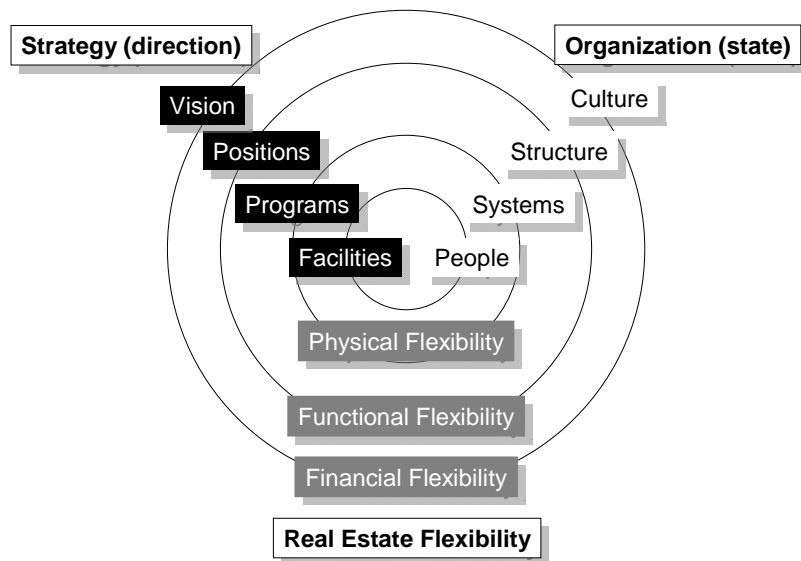 Strategy (direction)
Organization (state)
Vision
Culture
Positions
Structure
Programs
Systems
Facilities
People
Physical Flexibility
Functional Flexibility
Financial Flexibility
Real Estate Flexibility